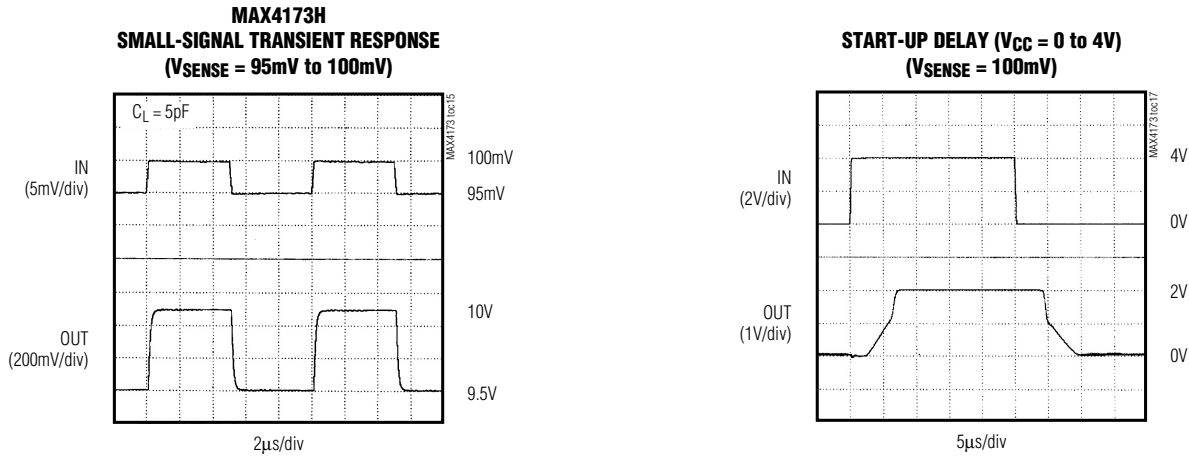 MAX4173H
SMALL-SIGNAL TRANSIENT RESPONSE
(VSENSE = 95mV to 100mV)
CL = 5pF
MAX4173 toc15
IN
(5mV/div)
100mV
95mV
OUT
(200mV/div)
10V
9.5V
2μs/div
START-UP DELAY (VCC = 0 to 4V)
(VSENSE = 100mV)
MAX4173 toc17
IN
(2V/div)
4V
0V
OUT
(1V/div)
2V
0V
5μs/div